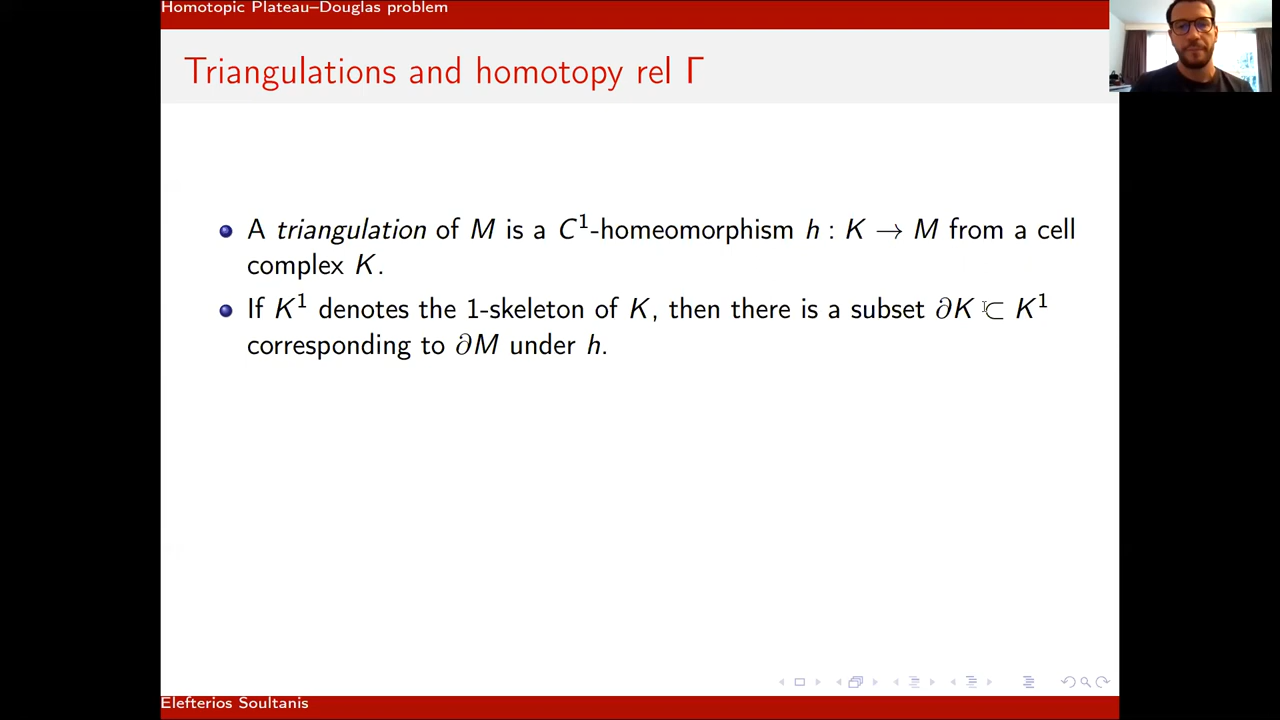 Homotopic Plateau–Douglas problem
Triangulations and homotopy rel Γ
A triangulation of M is a C¹-homeomorphism h : K → M from a cell
complex K.
If K¹ denotes the 1-skeleton of K, then there is a subset ∂K ⊂ K¹
corresponding to ∂M under h.
Elefterios Soultanis